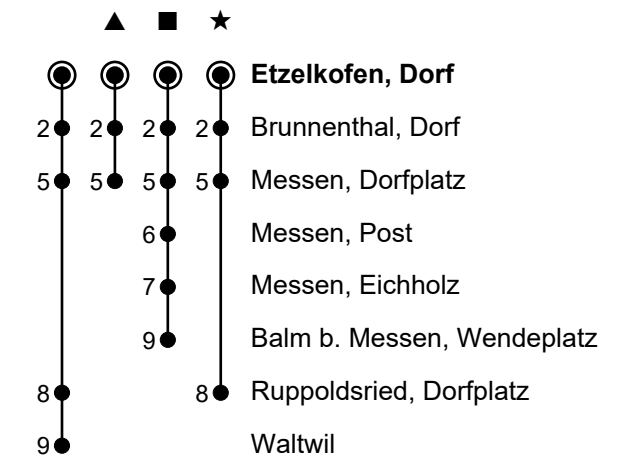 ▲ ■ ★
Etzelkofen, Dorf
2 2 2 2 Brunnenthal, Dorf
5 5 5 5 Messen, Dorfplatz
6 Messen, Post
7 Messen, Eichholz
9 Balm b. Messen, Wendeplatz
8 8 Ruppoldsried, Dorfplatz
9 Waltwil